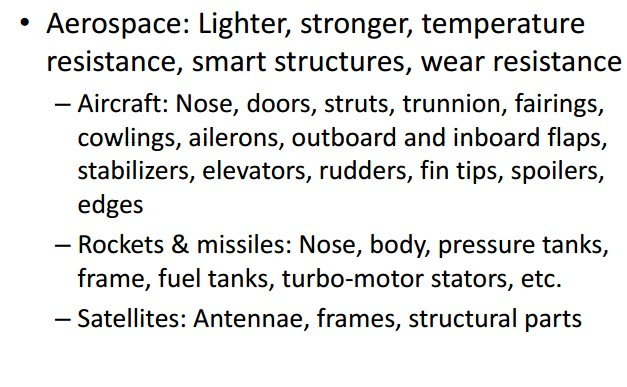 • Aerospace: Lighter, stronger, temperature
resistance, smart structures, wear resistance
– Aircraft: Nose, doors, struts, trunnion, fairings,
cowlings, ailerons, outboard and inboard flaps,
stabilizers, elevators, rudders, fin tips, spoilers,
edges
– Rockets & missiles: Nose, body, pressure tanks,
frame, fuel tanks, turbo-motor stators, etc.
– Satellites: Antennae, frames, structural parts